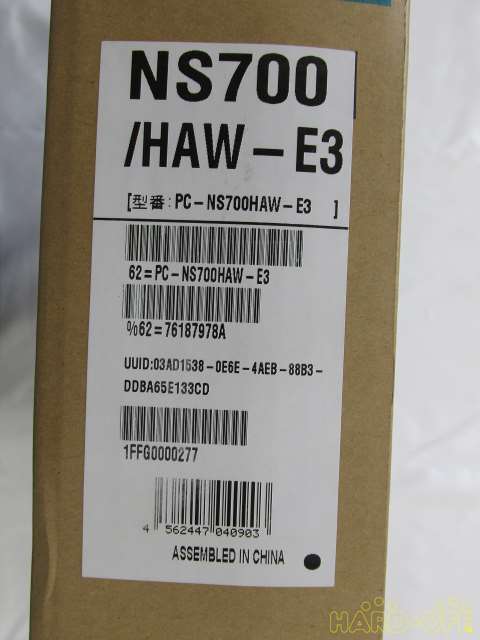 NS700
/HAW-E3
[型番:PC-NS700HAW-E3 ]
62=PC-NS700HAW-E3
%62=76187978A
UUID:03AD1538-0E6E-4AEB-88B3-
DDBA65E133CD
1FFG0000277
4 562447 040903
ASSEMBLED IN CHINA
HARD-OFF